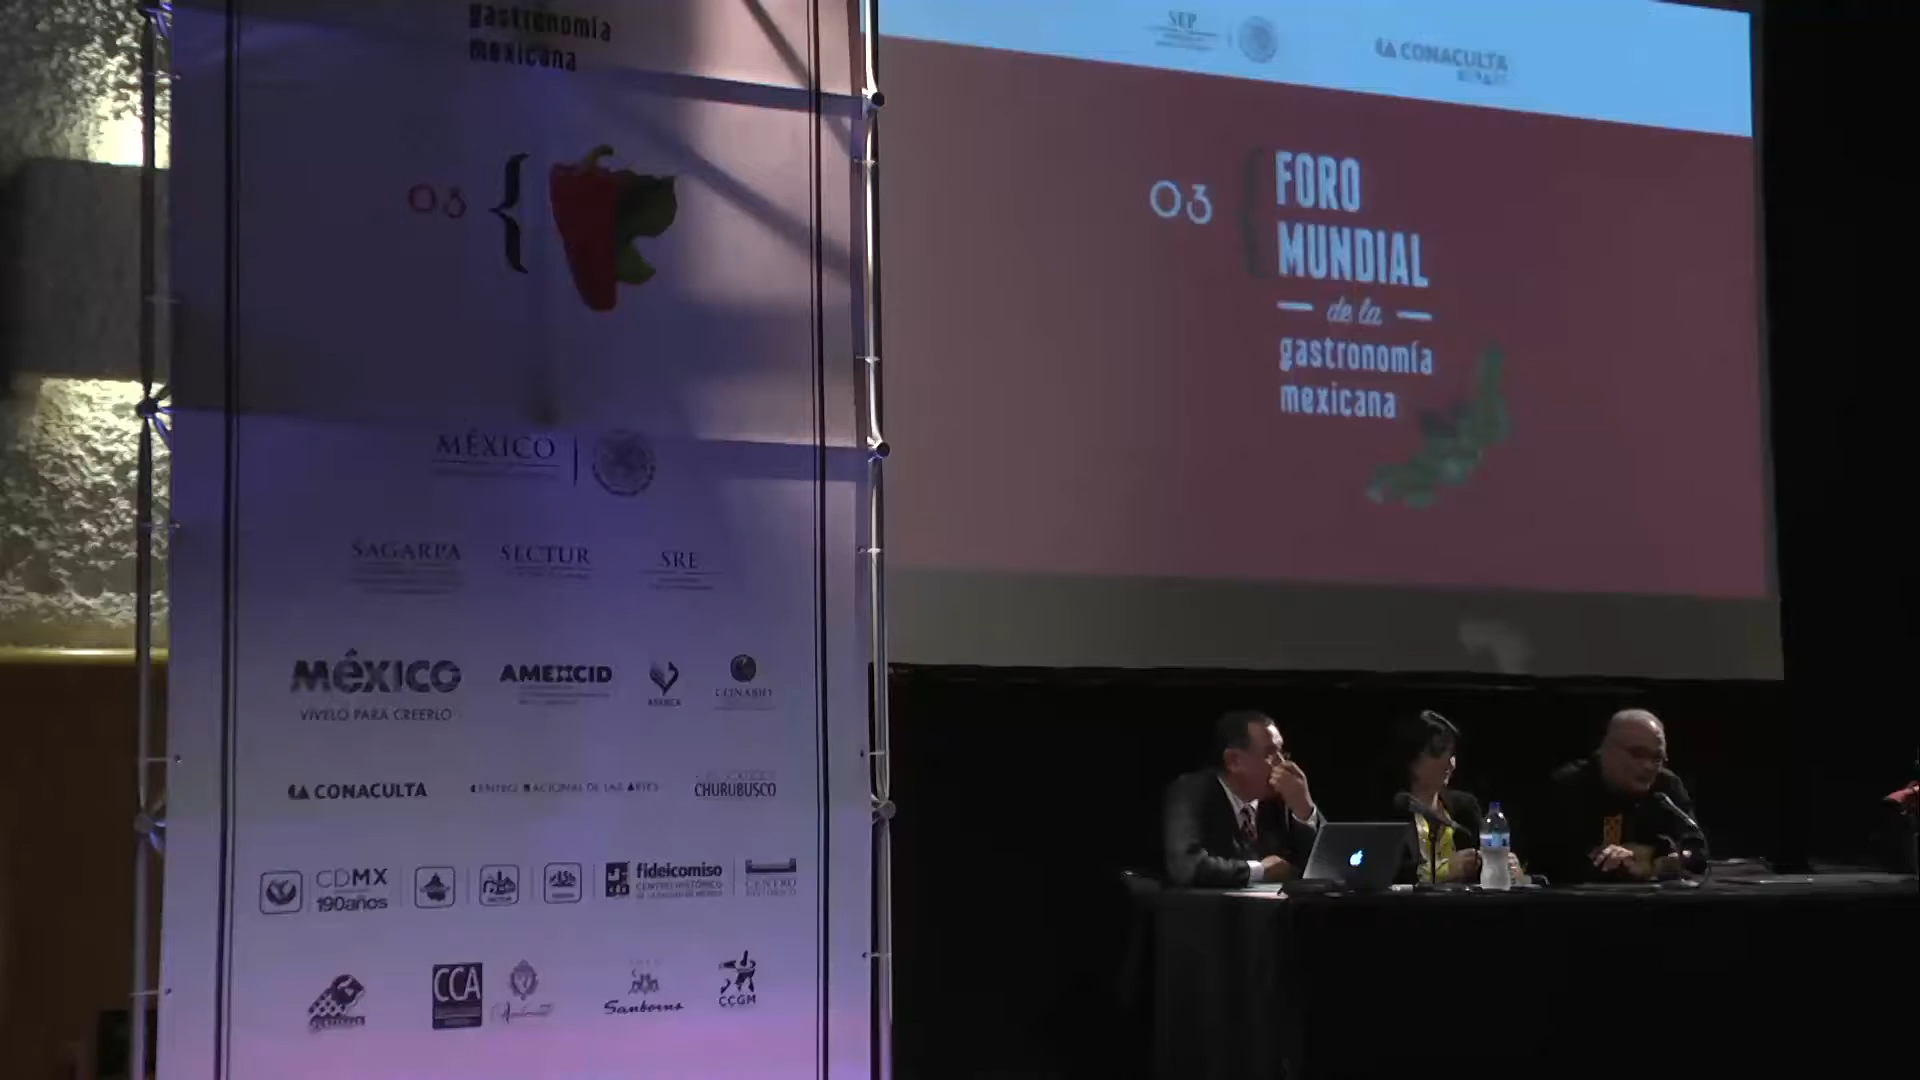 gastronomía
mexicana
03
MÉXICO
SAGARPA SECTUR SRE
MÉXICO
VIVELO PARA CREERLO
AMEXCID
CONACULTA
CENTRO NACIONAL DE LAS ARTES
CHURUBUSCO
CDMX
190años
fideicomiso
CENTRO HISTÓRICO
CENTRO
CCA
Sanborns
CCGM
SEP
CONACULTA
03
FORO
MUNDIAL
de la
gastronomía
mexicana